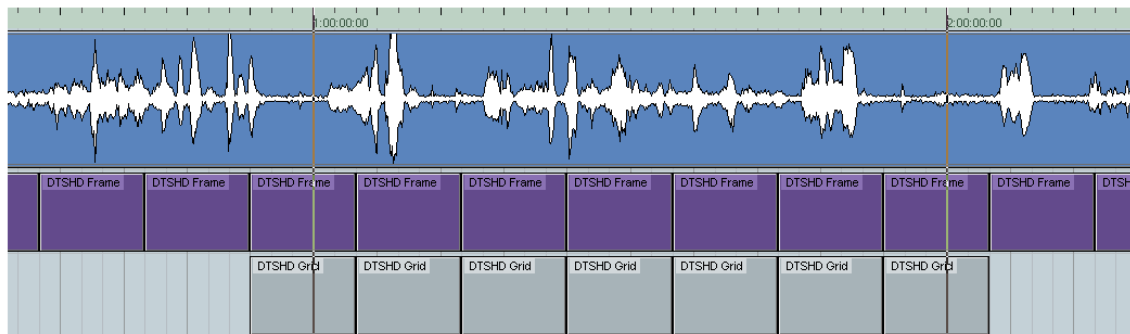 1:00:00:00 2:00:00:00
DTSHD Frame DTSHD Frame DTSHD Frame DTSHD Frame DTSHD Frame DTSHD Frame DTSHD Frame DTSHD Frame DTSHD Frame DTSHD Frame DTSH
DTSHD Grid DTSHD Grid DTSHD Grid DTSHD Grid DTSHD Grid DTSHD Grid DTSHD Grid